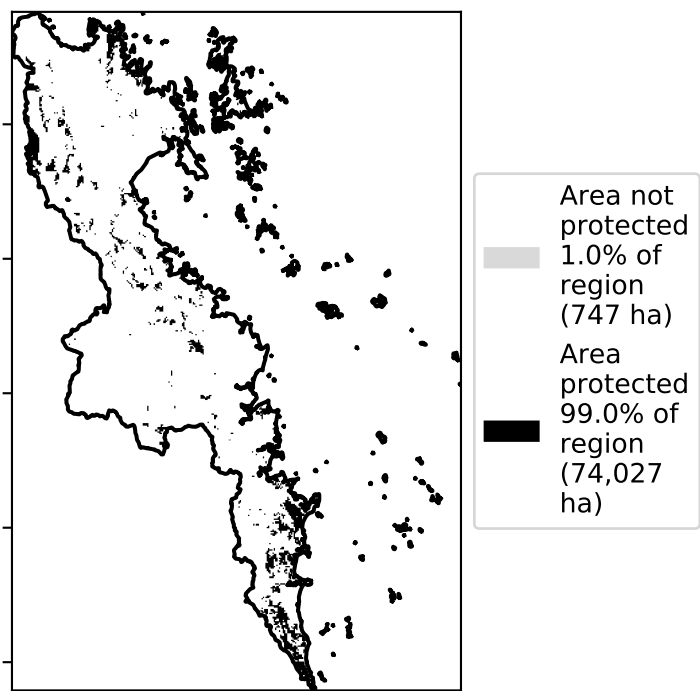 Area not
protected
1.0% of
region
(747 ha)
Area
protected
99.0% of
region
(74,027
ha)